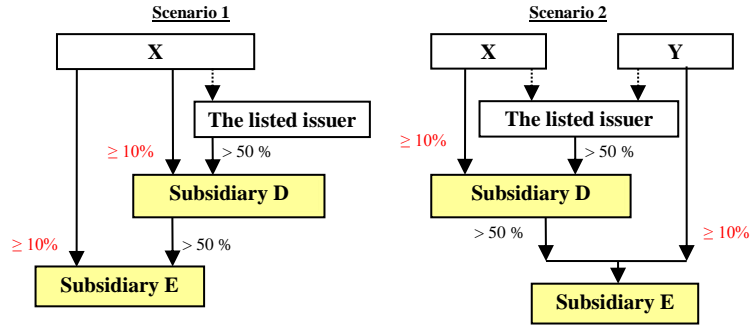 Scenario 1
X
The listed issuer
≥ 10%
> 50 %
Subsidiary D
≥ 10%
> 50 %
Subsidiary E
Scenario 2
X
Y
The listed issuer
≥ 10%
> 50 %
Subsidiary D
> 50 %
≥ 10%
Subsidiary E